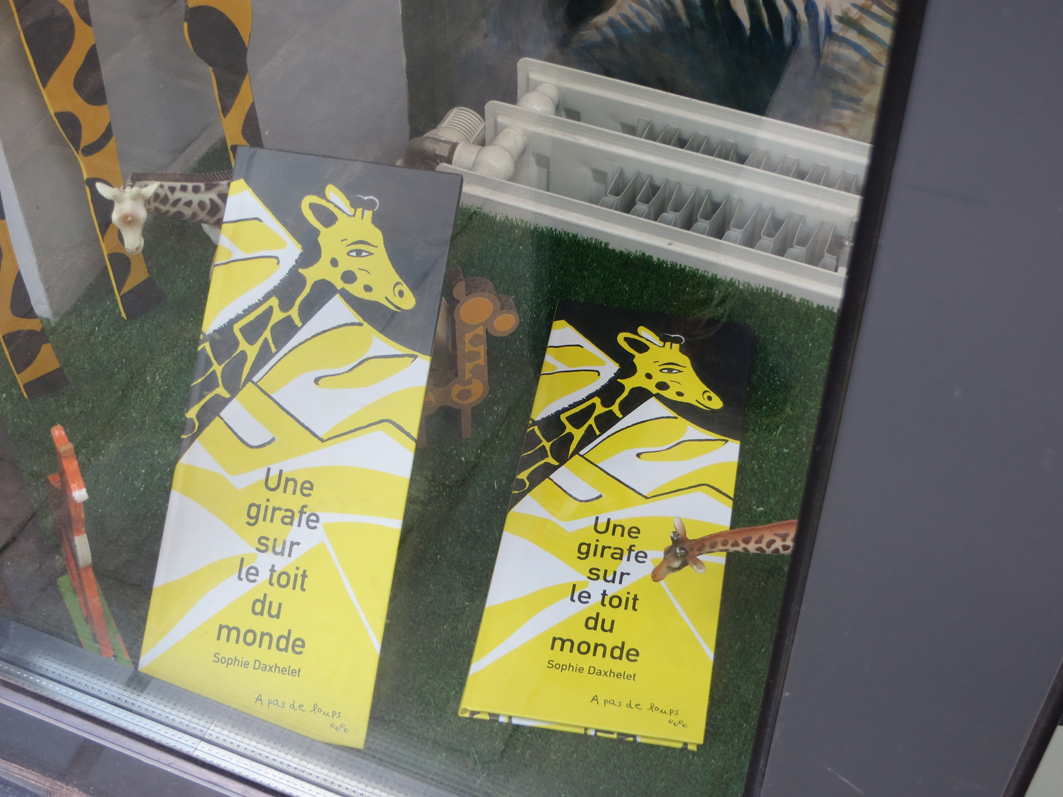 Une
girafe
sur
le toit
du
monde
Sophie Daxhelet
A pas de loups
Une
girafe
sur
le toit
du
monde
Sophie Daxhelet
A pas de loups